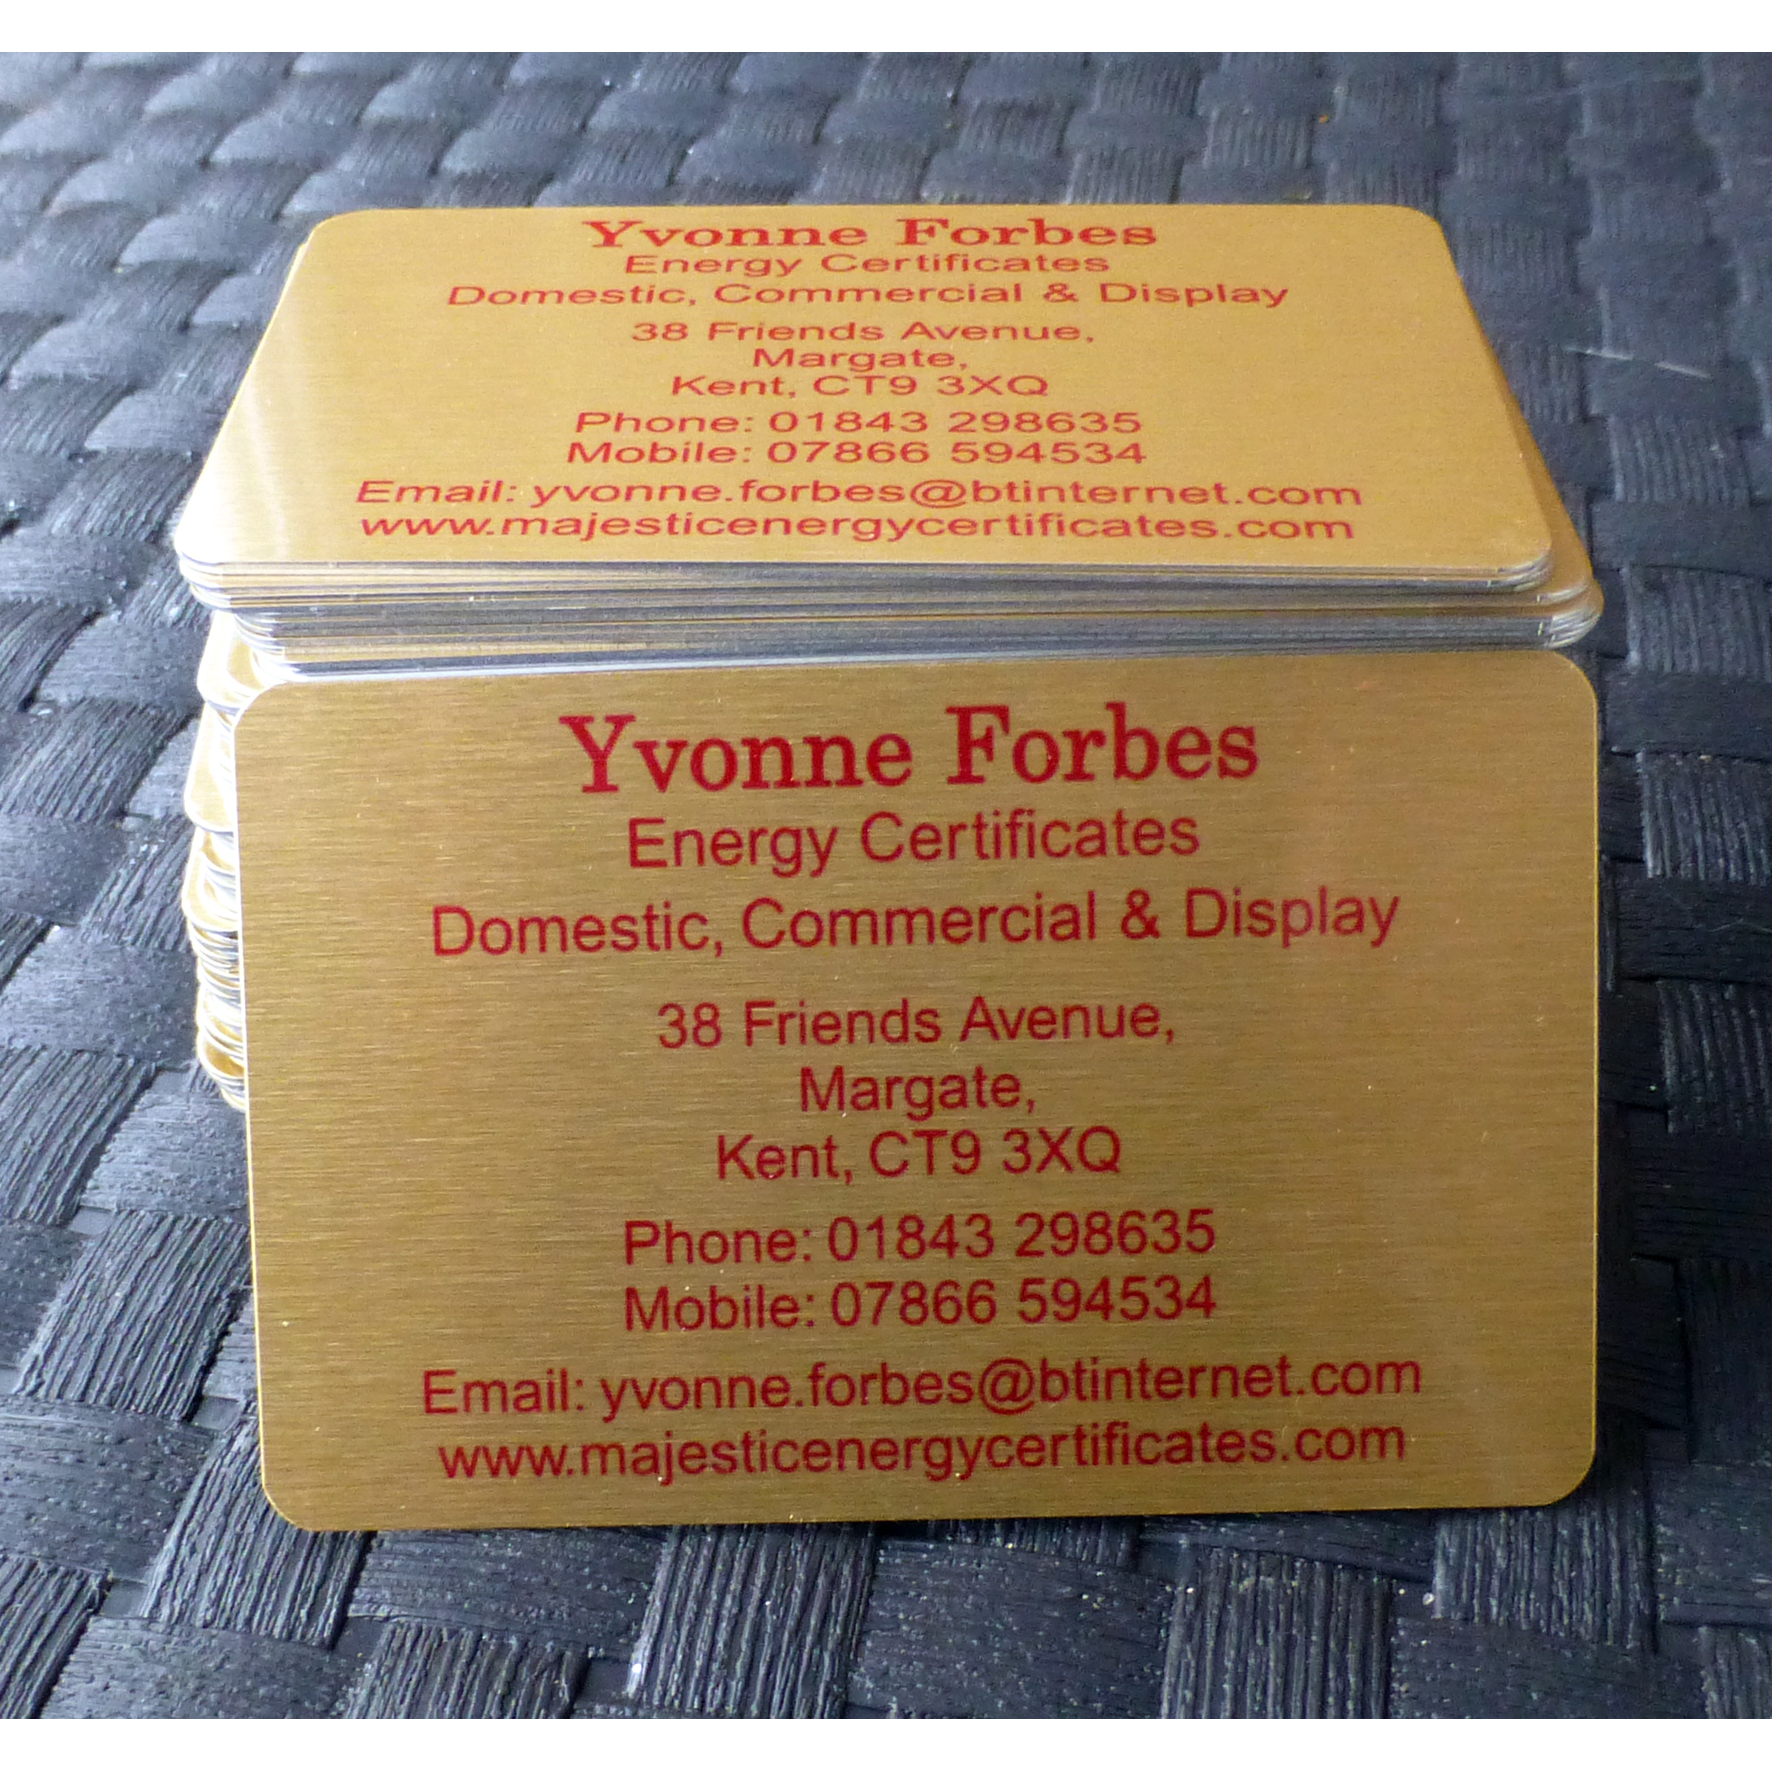 Yvonne Forbes
Energy Certificates
Domestic, Commercial & Display
38 Friends Avenue,
Margate,
Kent, CT9 3XQ
Phone: 01843 298635
Mobile: 07866 594534
Email: yvonne.forbes@btinternet.com
www.majesticenergycertificates.com
Yvonne Forbes
Energy Certificates
Domestic, Commercial & Display
38 Friends Avenue,
Margate,
Kent, CT9 3XQ
Phone: 01843 298635
Mobile: 07866 594534
Email: yvonne.forbes@btinternet.com
www.majesticenergycertificates.com